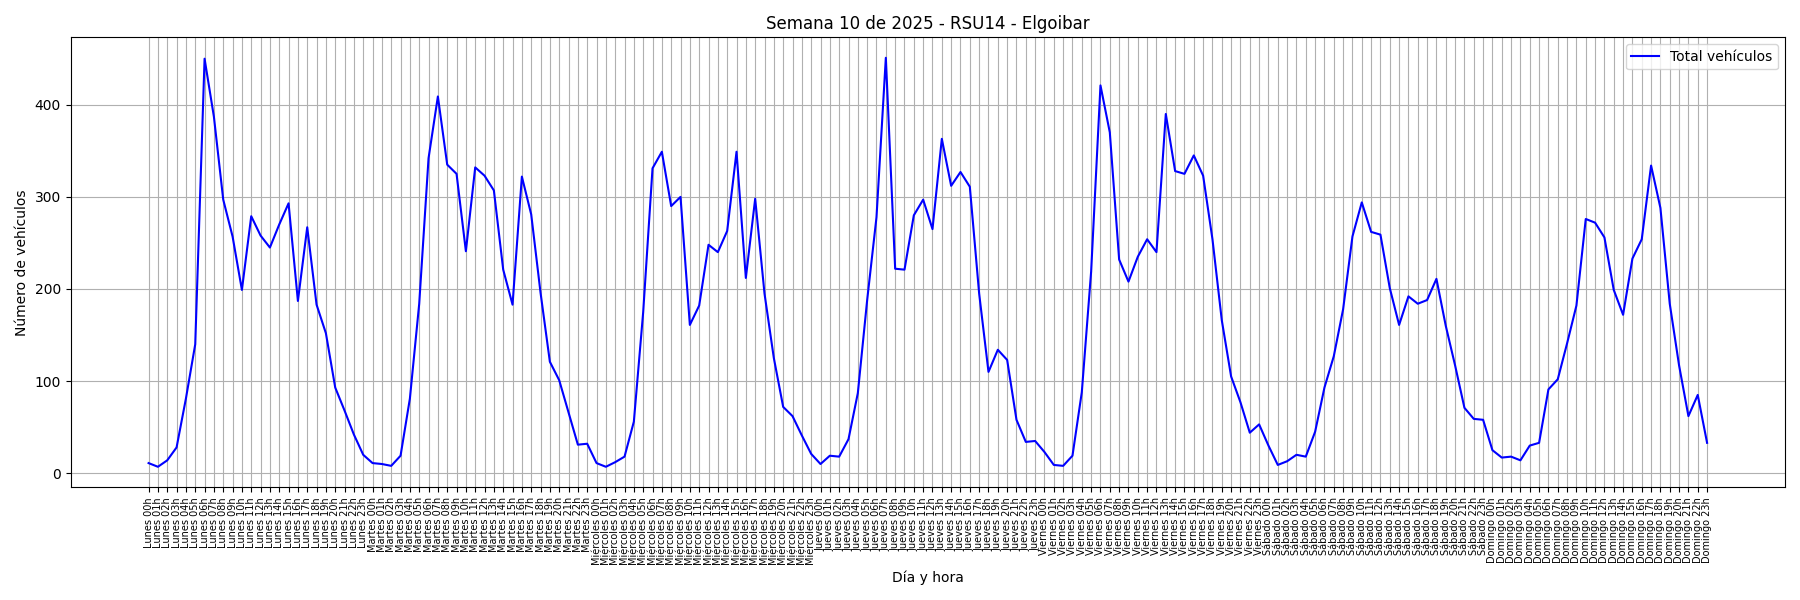 Semana 10 de 2025 - RSU14 - Elgoibar
Total vehículos
Número de vehículos
400
300
200
100
0
Lunes 00h
Lunes 01h
Lunes 02h
Lunes 03h
Lunes 04h
Lunes 05h
Lunes 06h
Lunes 07h
Lunes 08h
Lunes 09h
Lunes 10h
Lunes 11h
Lunes 12h
Lunes 13h
Lunes 14h
Lunes 15h
Lunes 16h
Lunes 17h
Lunes 18h
Lunes 19h
Lunes 20h
Lunes 21h
Lunes 22h
Lunes 23h
Martes 00h
Martes 01h
Martes 02h
Martes 03h
Martes 04h
Martes 05h
Martes 06h
Martes 07h
Martes 08h
Martes 09h
Martes 10h
Martes 11h
Martes 12h
Martes 13h
Martes 14h
Martes 15h
Martes 16h
Martes 17h
Martes 18h
Martes 19h
Martes 20h
Martes 21h
Martes 22h
Martes 23h
Miércoles 00h
Miércoles 01h
Miércoles 02h
Miércoles 03h
Miércoles 04h
Miércoles 05h
Miércoles 06h
Miércoles 07h
Miércoles 08h
Miércoles 09h
Miércoles 10h
Miércoles 11h
Miércoles 12h
Miércoles 13h
Miércoles 14h
Miércoles 15h
Miércoles 16h
Miércoles 17h
Miércoles 18h
Miércoles 19h
Miércoles 20h
Miércoles 21h
Miércoles 22h
Miércoles 23h
Jueves 00h
Jueves 01h
Jueves 02h
Jueves 03h
Jueves 04h
Jueves 05h
Jueves 06h
Jueves 07h
Jueves 08h
Jueves 09h
Jueves 10h
Jueves 11h
Jueves 12h
Jueves 13h
Jueves 14h
Jueves 15h
Jueves 16h
Jueves 17h
Jueves 18h
Jueves 19h
Jueves 20h
Jueves 21h
Jueves 22h
Jueves 23h
Viernes 00h
Viernes 01h
Viernes 02h
Viernes 03h
Viernes 04h
Viernes 05h
Viernes 06h
Viernes 07h
Viernes 08h
Viernes 09h
Viernes 10h
Viernes 11h
Viernes 12h
Viernes 13h
Viernes 14h
Viernes 15h
Viernes 16h
Viernes 17h
Viernes 18h
Viernes 19h
Viernes 20h
Viernes 21h
Viernes 22h
Viernes 23h
Sábado 00h
Sábado 01h
Sábado 02h
Sábado 03h
Sábado 04h
Sábado 05h
Sábado 06h
Sábado 07h
Sábado 08h
Sábado 09h
Sábado 10h
Sábado 11h
Sábado 12h
Sábado 13h
Sábado 14h
Sábado 15h
Sábado 16h
Sábado 17h
Sábado 18h
Sábado 19h
Sábado 20h
Sábado 21h
Sábado 22h
Sábado 23h
Domingo 00h
Domingo 01h
Domingo 02h
Domingo 03h
Domingo 04h
Domingo 05h
Domingo 06h
Domingo 07h
Domingo 08h
Domingo 09h
Domingo 10h
Domingo 11h
Domingo 12h
Domingo 13h
Domingo 14h
Domingo 15h
Domingo 16h
Domingo 17h
Domingo 18h
Domingo 19h
Domingo 20h
Domingo 21h
Domingo 22h
Domingo 23h
Día y hora